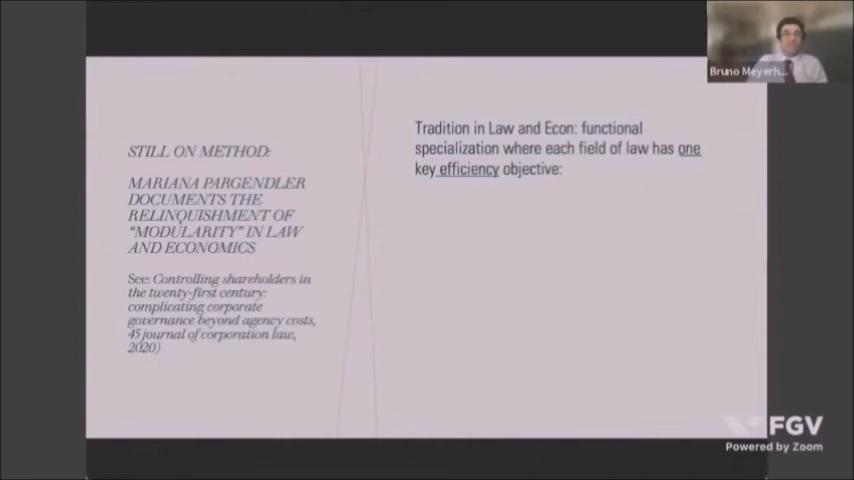 Bruno Meyerh...
STILL ON METHOD:
MARIANA PARGENDLER
DOCUMENTS THE
RELINQUISHMENT OF
“MODULARITY” IN LAW
AND ECONOMICS
See: Controlling shareholders in
the twenty-first century:
complicating corporate
governance beyond agency costs,
45 journal of corporation law,
2020)
Tradition in Law and Econ: functional
specialization where each field of law has one
key efficiency objective:
FGV
Powered by Zoom